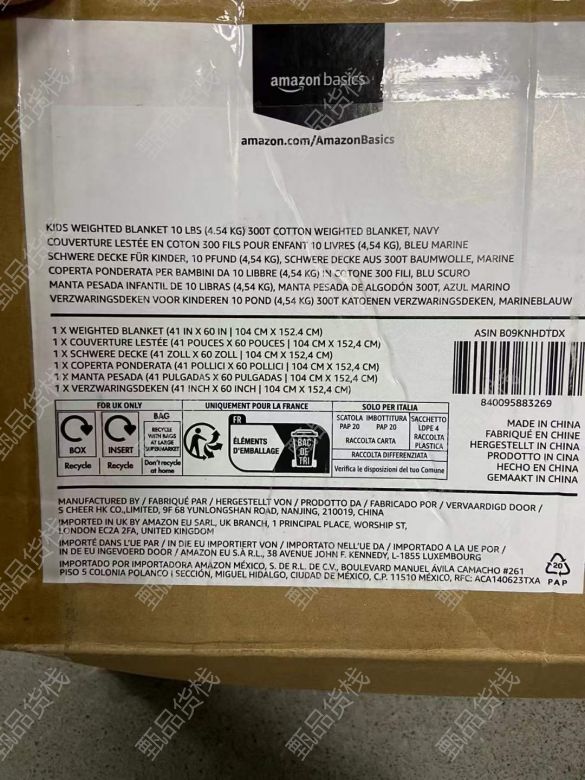 amazon basics
amazon.com/AmazonBasics
KIDS WEIGHTED BLANKET 10 LBS (4.54 KG) 300T COTTON WEIGHTED BLANKET, NAVY
COUVERTURE LESTÉE EN COTON 300 FILS POUR ENFANT 10 LIVRES (4,54 KG), BLEU MARINE
SCHWERE DECKE FÜR KINDER, 10 PFUND (4,54 KG), SCHWERE DECKE AUS 300T BAUMWOLLE, MARINE
COPERTA PONDERATA PER BAMBINI DA 10 LIBBRE (4,54 KG) IN COTONE 300 FILI, BLU SCURO
MANTA PESADA INFANTIL DE 10 LIBRAS (4,54 KG), MANTA PESADA DE ALGODÓN 300T, AZUL MARINO
VERZWARINGSDEKEN VOOR KINDEREN 10 POND (4,54 KG) 300T KATOENEN VERZWARINGSDEKEN, MARINEBLAUW
1 X WEIGHTED BLANKET (41 IN X 60 IN | 104 CM X 152.4 CM)
1 X COUVERTURE LESTÉE (41 POUCES X 60 POUCES | 104 CM X 152,4 CM)
1 X SCHWERE DECKE (41 ZOLL X 60 ZOLL | 104 CM X 152,4 CM)
1 X COPERTA PONDERATA (41 POLLICI X 60 POLLICI | 104 CM X 152,4 CM)
1 X MANTA PESADA (41 PULGADAS X 60 PULGADAS | 104 CM X 152,4 CM)
1 X VERZWARINGSDEKEN (41 INCH X 60 INCH | 104 CM X 152,4 CM)
ASIN B09KNHDTDX
840095883269
FOR UK ONLY
BOX
Recycle
INSERT
Recycle
BAG
RECYCLE
WITH BAGS
AT LARGE
SUPERMARKET
Don't recycle
at home
UNIQUEMENT POUR LA FRANCE
FR
ÉLÉMENTS
D'EMBALLAGE
BAC
DE
TRI
SOLO PER ITALIA
SCATOLA IMBOTTITURA SACCHETTO
PAP 20 PAP 20 LDPE 4
RACCOLTA CARTA RACCOLTA PLASTICA
RACCOLTA DIFFERENZIATA
Verifica le disposizioni del tuo Comune
MADE IN CHINA
FABRIQUÉ EN CHINE
HERGESTELLT IN CHINA
PRODOTTO IN CINA
HECHO EN CHINA
GEMAAKT IN CHINA
MANUFACTURED BY / FABRIQUÉ PAR / HERGESTELLT VON / PRODOTTO DA / FABRICADO POR / VERVAARDIGD DOOR /
S CHEER HK CO.,LIMITED, 9F 68 YUNLONGSHAN ROAD, NANJING, 210019, CHINA
IMPORTED IN UK BY AMAZON EU SARL, UK BRANCH, 1 PRINCIPAL PLACE, WORSHIP ST,
LONDON EC2A 2FA, UNITED KINGDOM
IMPORTÉ DANS L'UE PAR / IN DIE EU IMPORTIERT VON / IMPORTATO NELL'UE DA / IMPORTADO A LA UE POR /
IN DE EU INGEVOERD DOOR / AMAZON EU S.À R.L., 38 AVENUE JOHN F. KENNEDY, L-1855 LUXEMBOURG
IMPORTADO POR IMPORTADORA AMAZON MÉXICO, S. DE R.L. DE C.V., BOULEVARD MANUEL ÁVILA CAMACHO #261
PISO 5 COLONIA POLANCO I SECCIÓN, MIGUEL HIDALGO, CIUDAD DE MÉXICO, C.P. 11510 MÉXICO, RFC: ACA140623TXA
20
PAP
甄品货栈